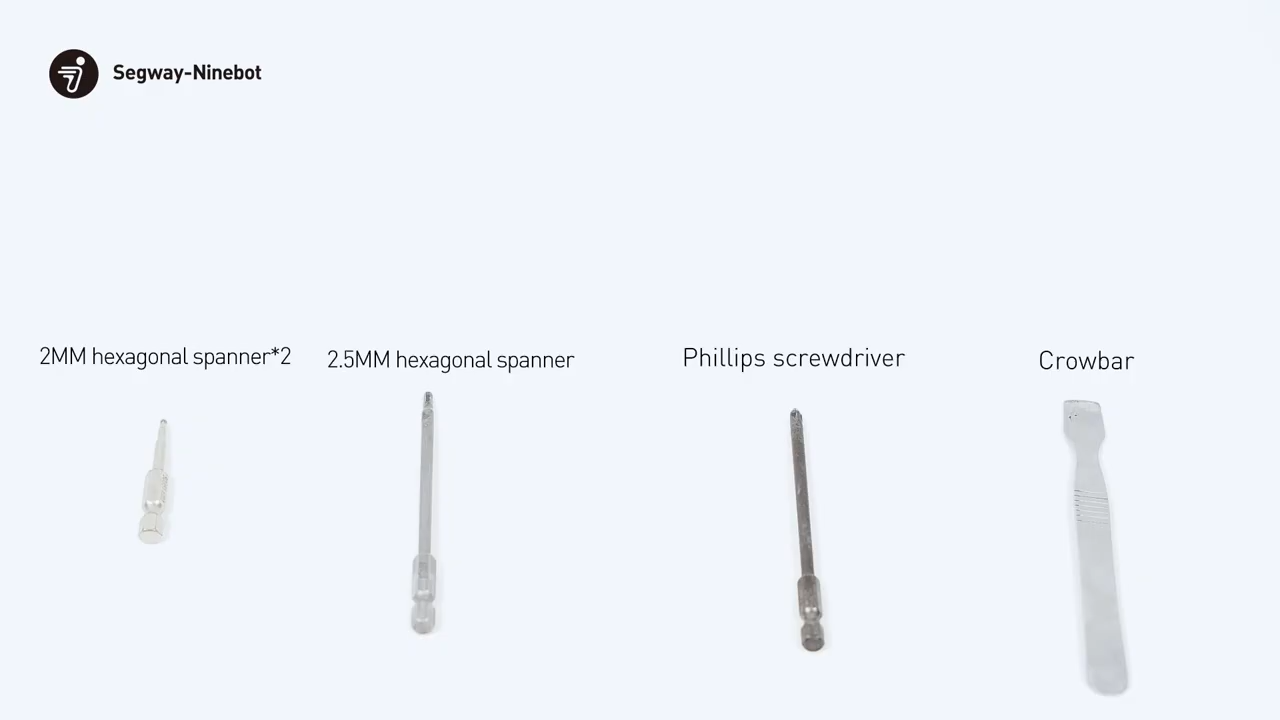 Segway-Ninebot
2MM hexagonal spanner*2
2.5MM hexagonal spanner
Phillips screwdriver
Crowbar